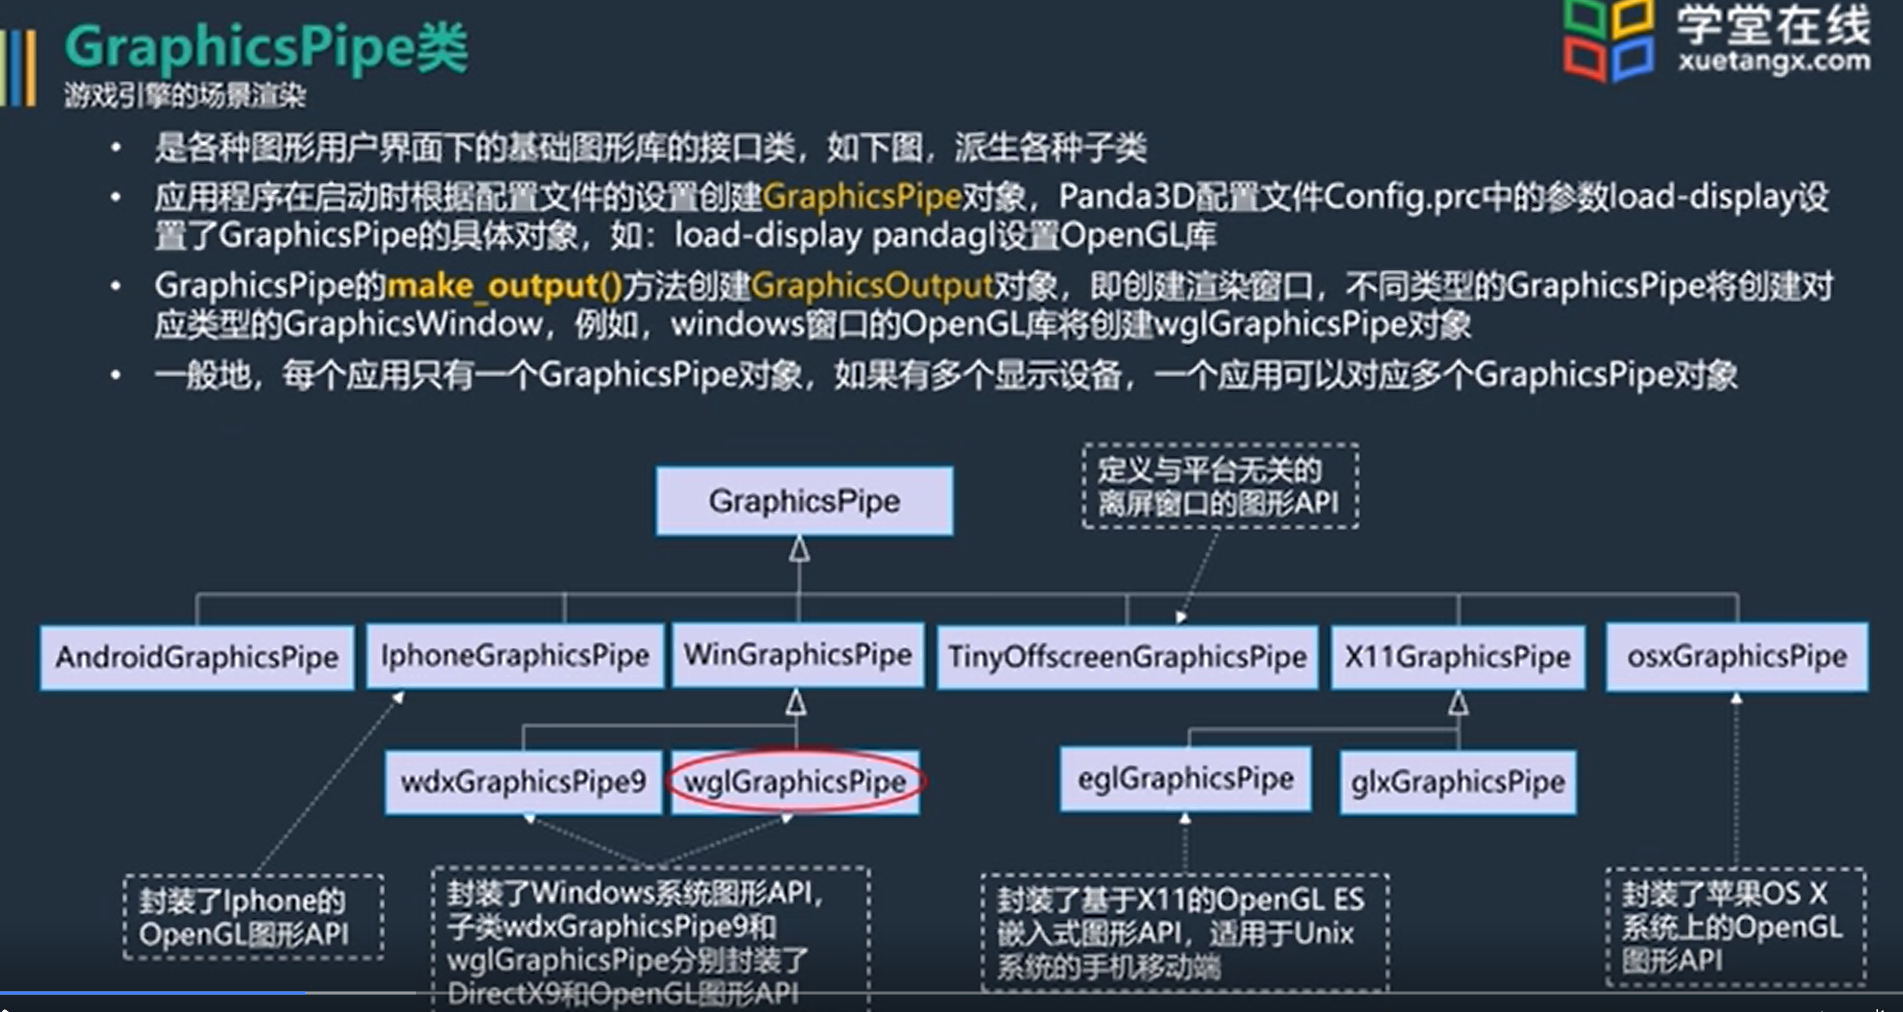 GraphicsPipe类
学堂在线
xuetangx.com
游戏引擎的场景渲染
• 是各种图形用户界面下的基础图形库的接口类，如下图，派生各种子类
• 应用程序在启动时根据配置文件的设置创建GraphicsPipe对象，Panda3D配置文件Config.prc中的参数load-display设
置了GraphicsPipe的具体对象，如：load-display pandagl设置OpenGL库
• GraphicsPipe的make_output()方法创建GraphicsOutput对象，即创建渲染窗口，不同类型的GraphicsPipe将创建对
应类型的GraphicsWindow，例如，windows窗口的OpenGL库将创建wglGraphicsPipe对象
• 一般地，每个应用只有一个GraphicsPipe对象，如果有多个显示设备，一个应用可以对应多个GraphicsPipe对象
定义与平台无关的
离屏窗口的图形API
GraphicsPipe
AndroidGraphicsPipe
IphoneGraphicsPipe
WinGraphicsPipe
TinyOffscreenGraphicsPipe
X11GraphicsPipe
osxGraphicsPipe
wdxGraphicsPipe9
wglGraphicsPipe
eglGraphicsPipe
glxGraphicsPipe
封装了Iphone的
OpenGL图形API
封装了Windows系统图形API，
子类wdxGraphicsPipe9和
wglGraphicsPipe分别封装了
DirectX9和OpenGL图形API
封装了基于X11的OpenGL ES
嵌入式图形API，适用于Unix
系统的手机移动端
封装了苹果OS X
系统上的OpenGL
图形API